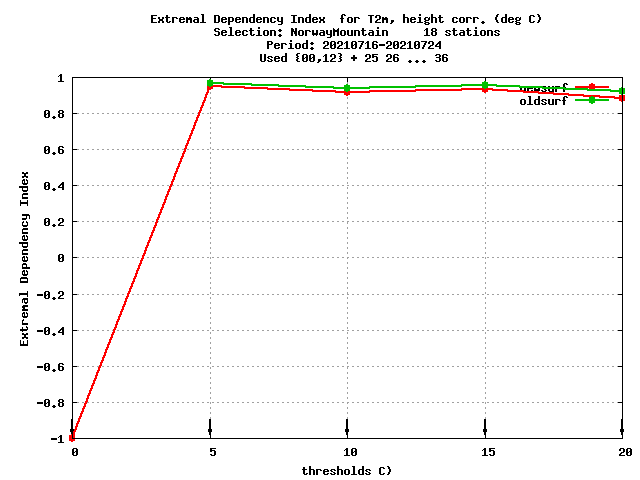 Extremal Dependency Index  for T2m, height corr. (deg C)
Selection: NorwayMountain     18 stations
Period: 20210716-20210724
Used {00,12} + 25 26 ... 36
Extremal Dependency Index
1
0.8
0.6
0.4
0.2
0
-0.2
-0.4
-0.6
-0.8
-1
newsurf
oldsurf
0 5 10 15 20
thresholds C)